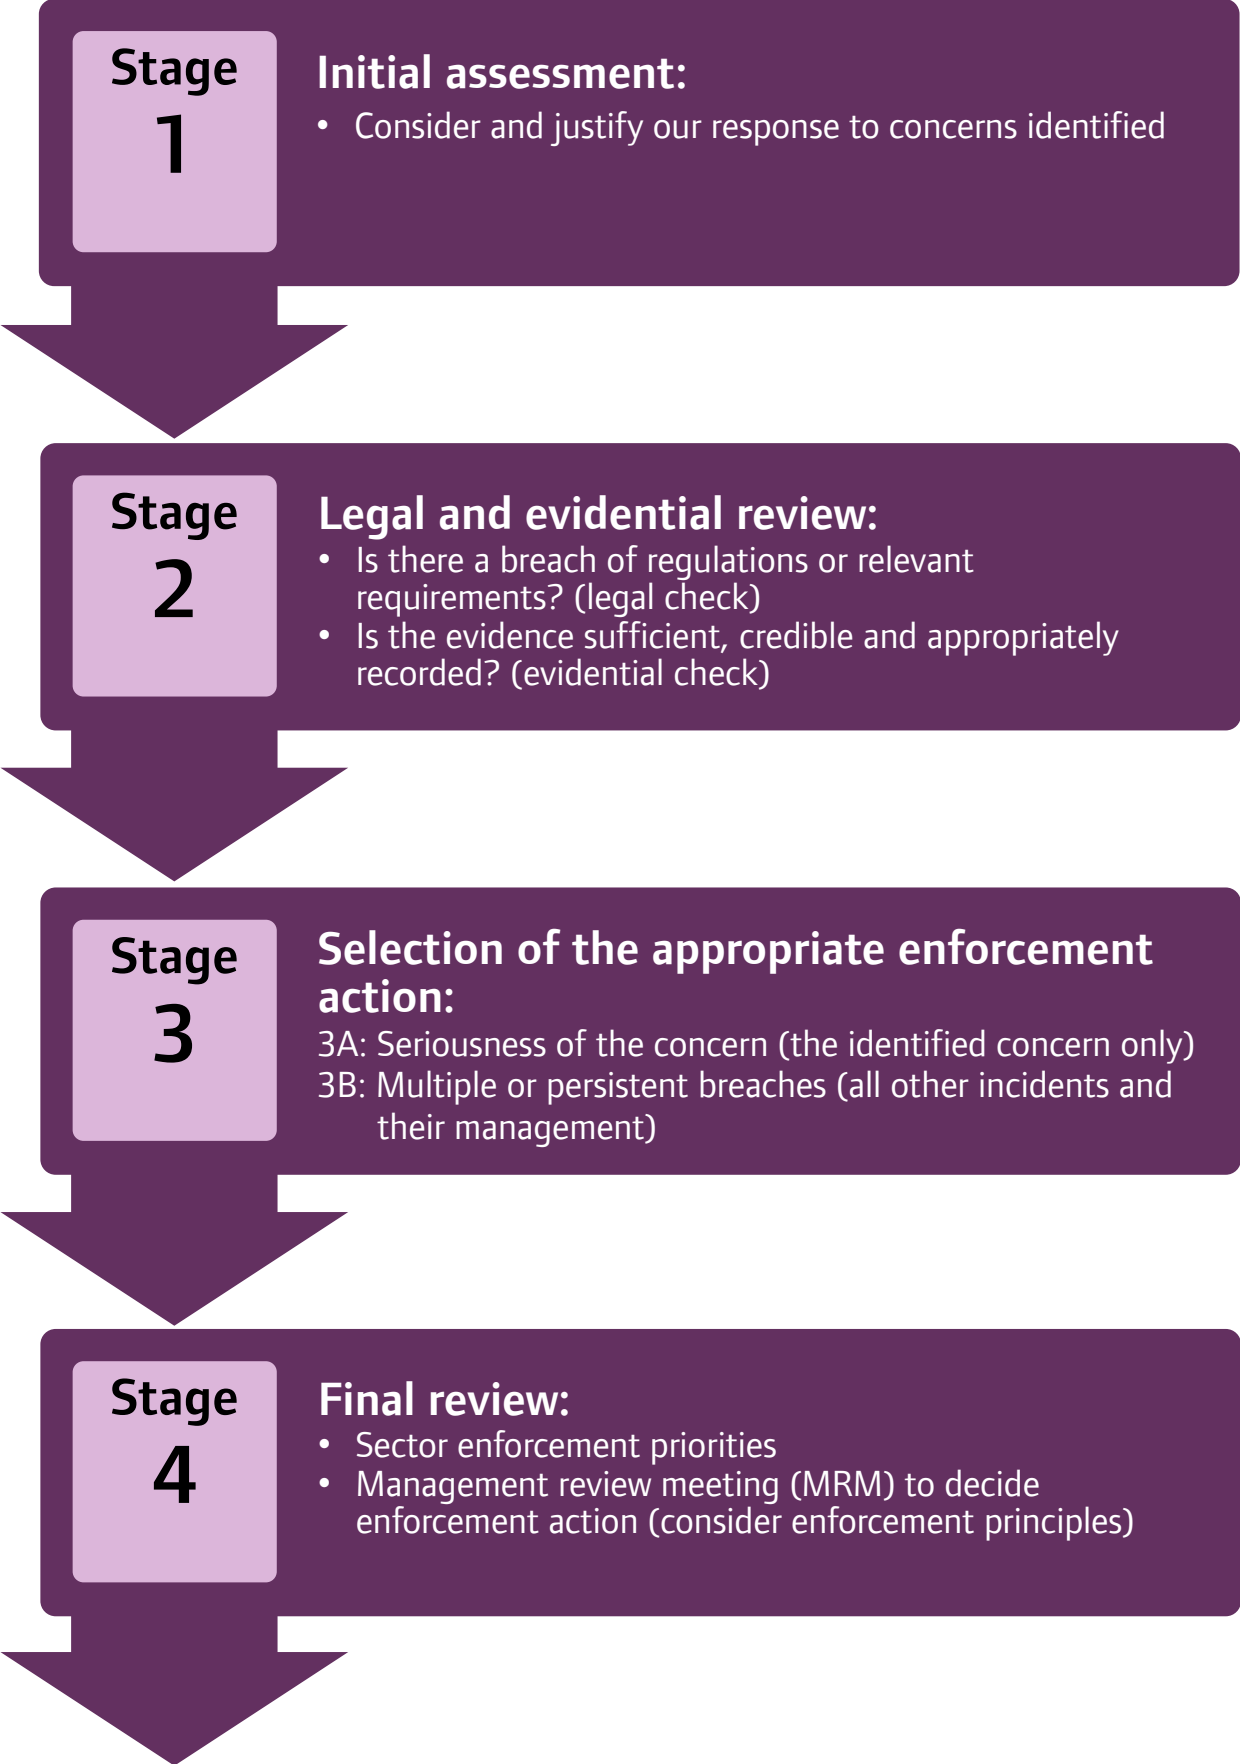 Stage
1
Initial assessment:
• Consider and justify our response to concerns identified
Stage
2
Legal and evidential review:
• Is there a breach of regulations or relevant
requirements? (legal check)
• Is the evidence sufficient, credible and appropriately
recorded? (evidential check)
Stage
3
Selection of the appropriate enforcement
action:
3A: Seriousness of the concern (the identified concern only)
3B: Multiple or persistent breaches (all other incidents and
their management)
Stage
4
Final review:
• Sector enforcement priorities
• Management review meeting (MRM) to decide
enforcement action (consider enforcement principles)